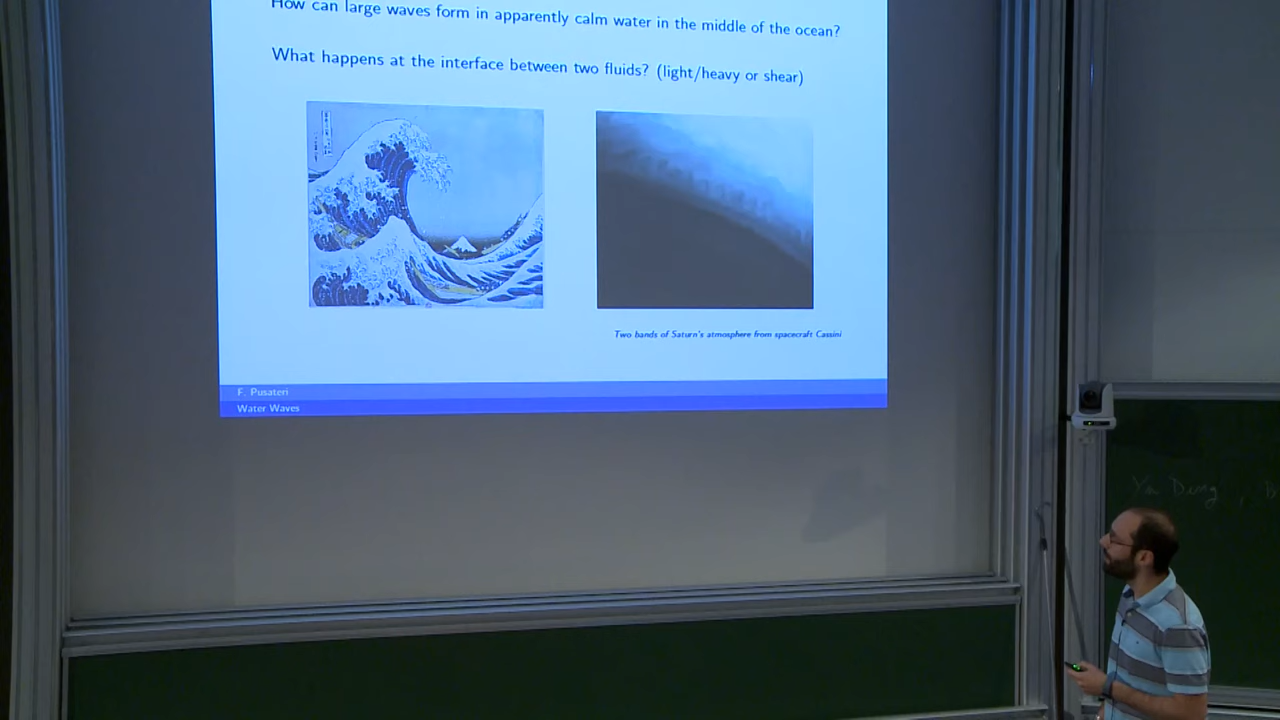 How can large waves form in apparently calm water in the middle of the ocean?
What happens at the interface between two fluids? (light/heavy or shear)
Two bands of Saturn's atmosphere from spacecraft Cassini
F. Pusateri
Water Waves